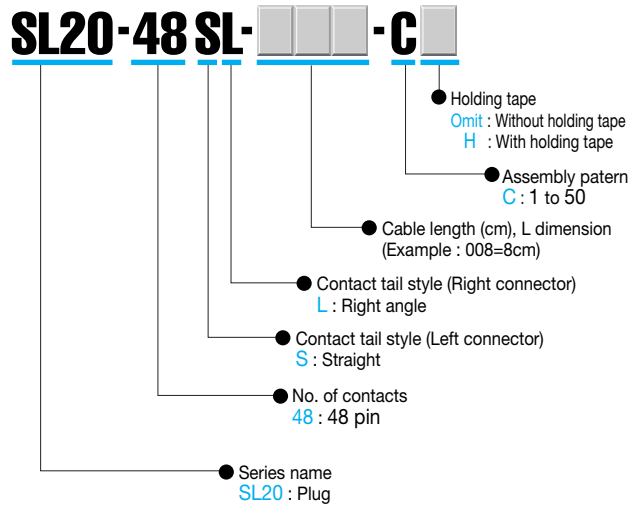 SL20-48 SL- -C
Holding tape
Omit : Without holding tape
H : With holding tape
Assembly patern
C : 1 to 50
Cable length (cm), L dimension
(Example : 008=8cm)
Contact tail style (Right connector)
L : Right angle
Contact tail style (Left connector)
S : Straight
No. of contacts
48 : 48 pin
Series name
SL20 : Plug